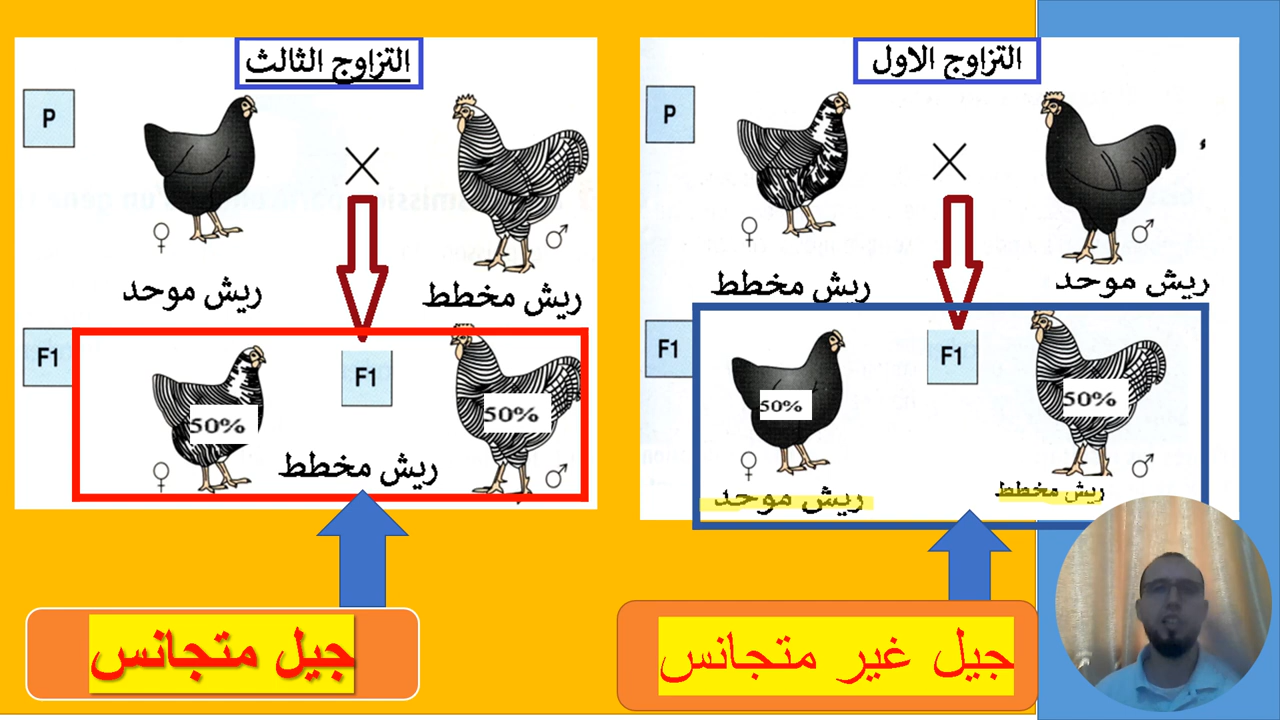 التزاوج الاول
P
♀
♂
ريش مخطط
ريش موحد
F1
F1
50%
50%
♀
♂
ريش موحد
ريش مخطط
جيل غير متجانس
التزاوج الثالث
P
♀
♂
ريش موحد
ريش مخطط
F1
F1
50%
50%
ريش مخطط
♀
♂
جيل متجانس